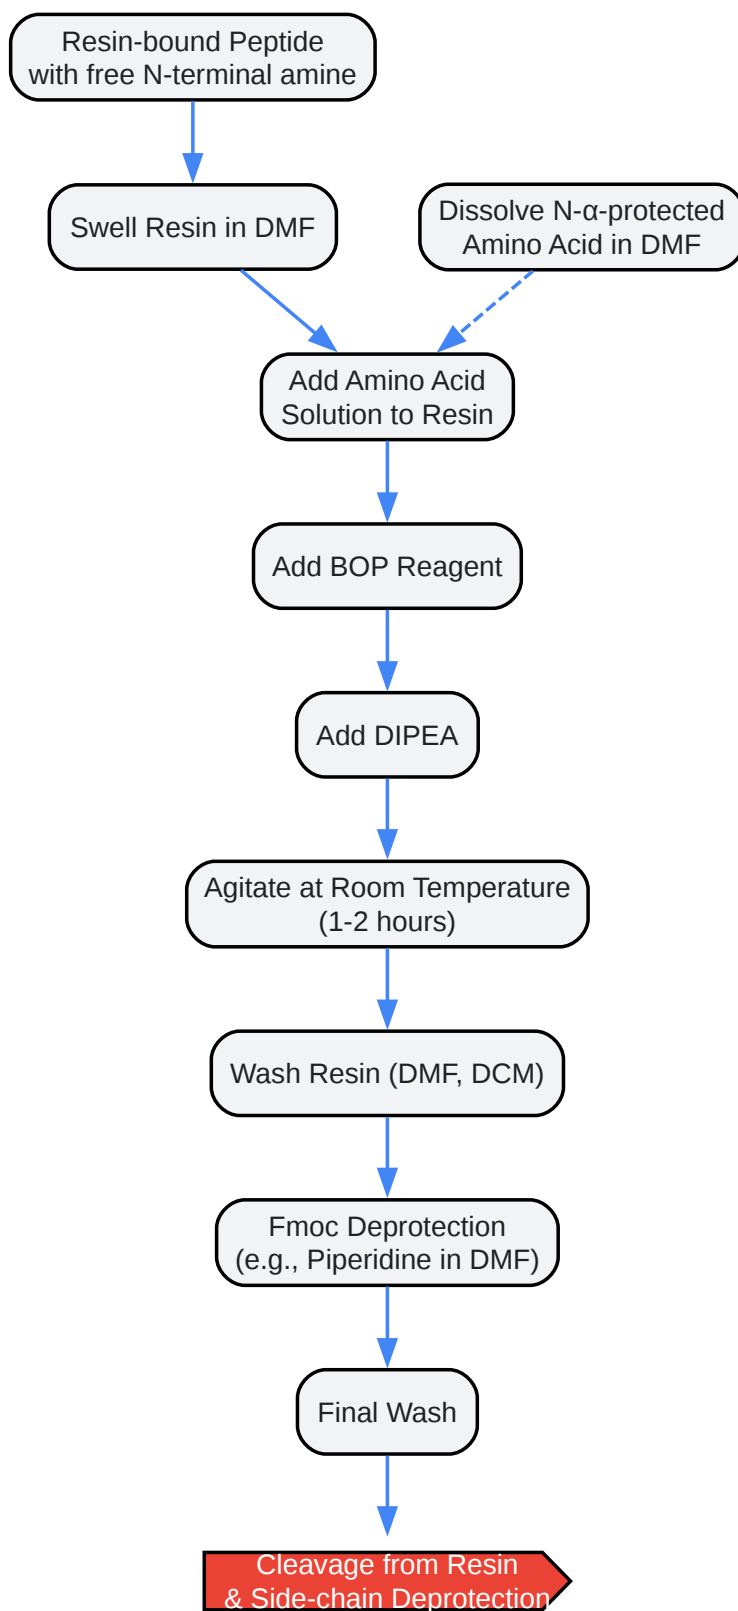 Resin-bound Peptide
with free N-terminal amine
Swell Resin in DMF
Dissolve N-α-protected
Amino Acid in DMF
Add Amino Acid
Solution to Resin
Add BOP Reagent
Add DIPEA
Agitate at Room Temperature
(1-2 hours)
Wash Resin (DMF, DCM)
Fmoc Deprotection
(e.g., Piperidine in DMF)
Final Wash
Cleavage from Resin
& Side-chain Deprotection